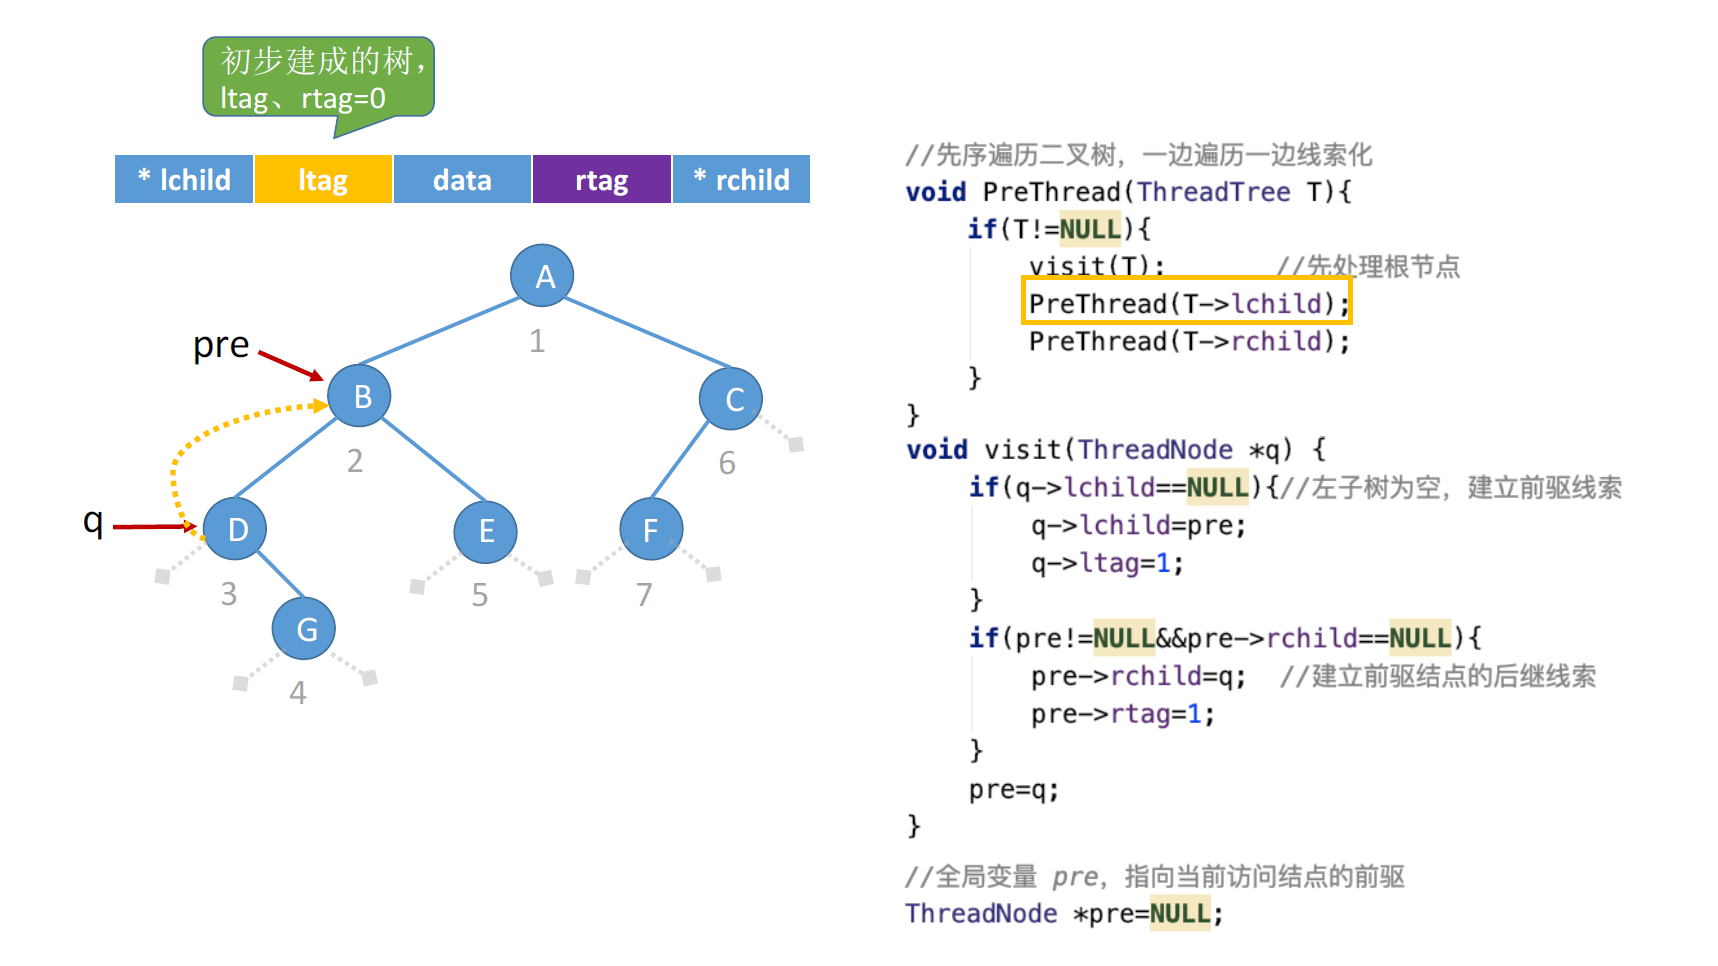 初步建成的树，
ltag、rtag=0
* lchild ltag data rtag * rchild
A
1
pre
B
C
2
6
q
D
E
F
3
5
7
G
4
//先序遍历二叉树，一边遍历一边线索化
void PreThread(ThreadTree T){
if(T!=NULL){
visit(T); //先处理根节点
PreThread(T->lchild);
PreThread(T->rchild);
}
}
void visit(ThreadNode *q) {
if(q->lchild==NULL){//左子树为空，建立前驱线索
q->lchild=pre;
q->ltag=1;
}
if(pre!=NULL&&pre->rchild==NULL){
pre->rchild=q; //建立前驱结点的后继线索
pre->rtag=1;
}
pre=q;
}
//全局变量 pre，指向当前访问结点的前驱
ThreadNode *pre=NULL;